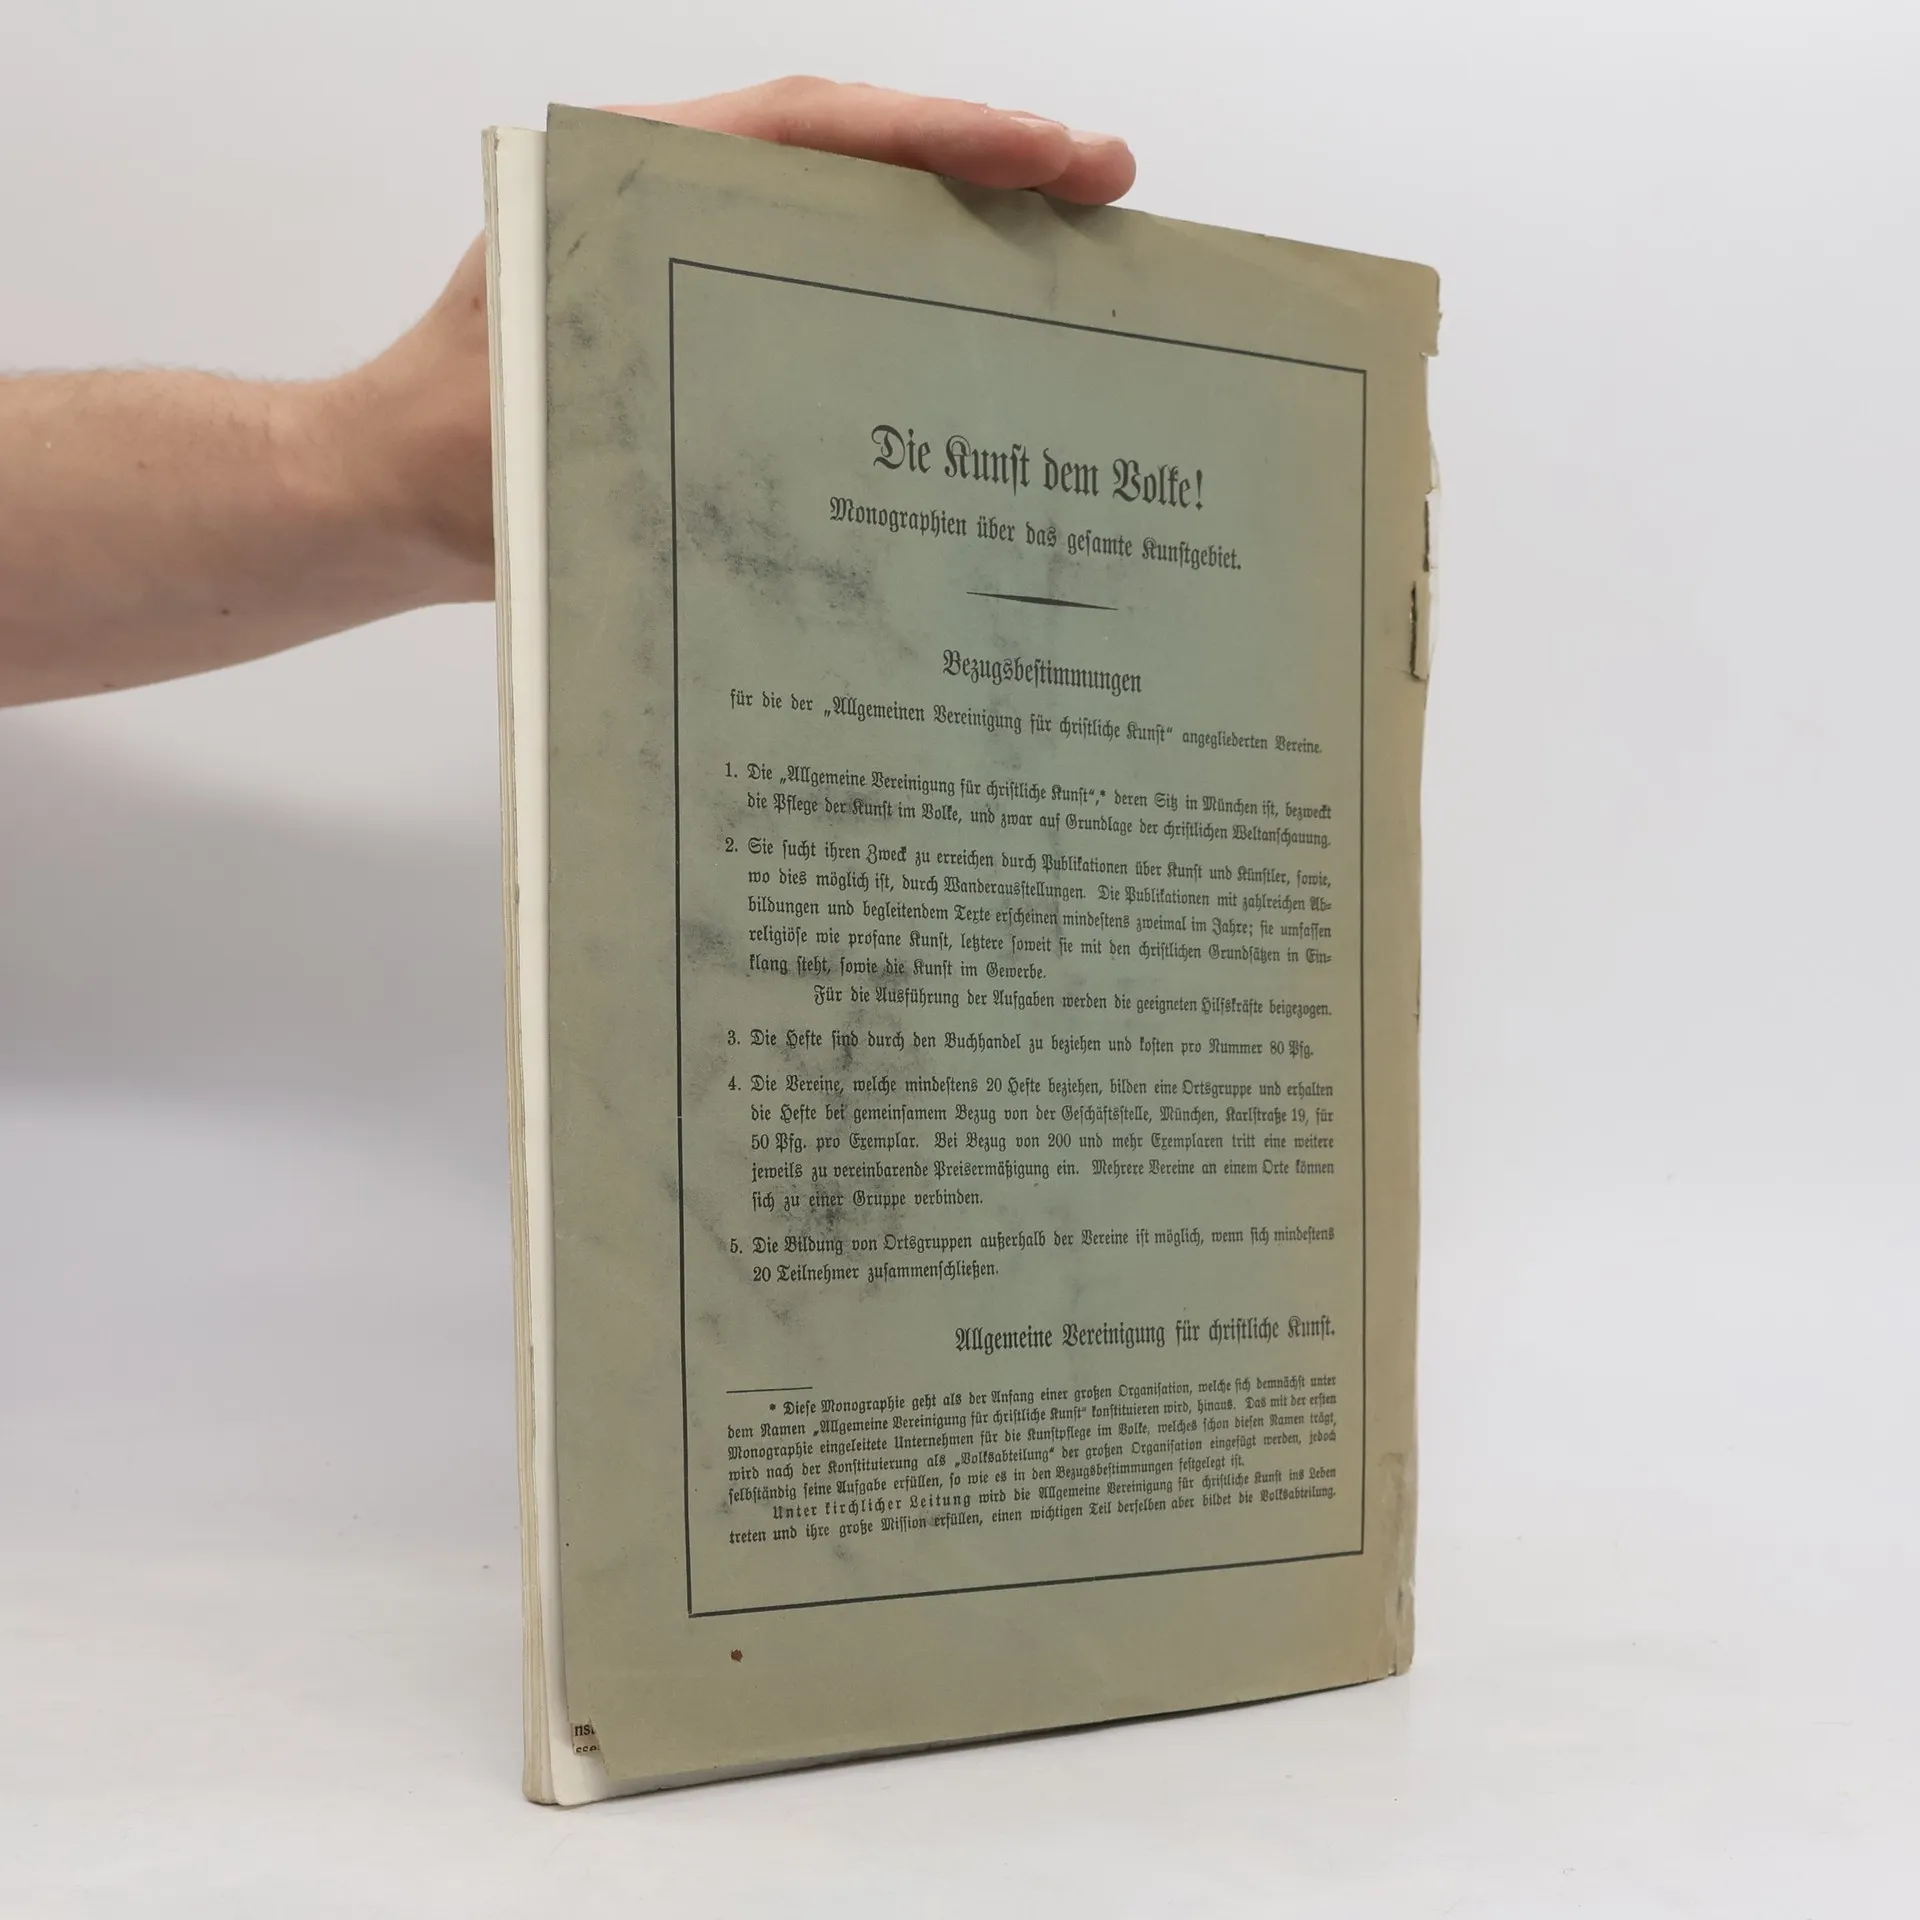 Die Kunst dem Volke!
Monographien über das gesamte Kunstgebiet.
Bezugsbestimmungen
für die der „Allgemeinen Vereinigung für christliche Kunst“ angegliederten Vereine.
1. Die „Allgemeine Vereinigung für christliche Kunst“,* deren Sitz in München ist, bezweckt
die Pflege der Kunst im Volke, und zwar auf Grundlage der christlichen Weltanschauung.
2. Sie sucht ihren Zweck zu erreichen durch Publikationen über Kunst und Künstler, sowie,
wo dies möglich ist, durch Wanderausstellungen. Die Publikationen mit zahlreichen Ab-
bildungen und begleitendem Texte erscheinen mindestens zweimal im Jahre; sie umfassen
religiöse wie profane Kunst, letztere soweit sie mit den christlichen Grundsätzen in Ein-
klang steht, sowie die Kunst im Gewerbe.
Für die Ausführung der Aufgaben werden die geeigneten Hilfskräfte beigezogen.
3. Die Hefte sind durch den Buchhandel zu beziehen und kosten pro Nummer 80 Pfg.
4. Die Vereine, welche mindestens 20 Hefte beziehen, bilden eine Ortsgruppe und erhalten
die Hefte bei gemeinsamem Bezug von der Geschäftsstelle, München, Karlstraße 19, für
50 Pfg. pro Exemplar. Bei Bezug von 200 und mehr Exemplaren tritt eine weitere
jeweils zu vereinbarende Preisermäßigung ein. Mehrere Vereine an einem Orte können
sich zu einer Gruppe verbinden.
5. Die Bildung von Ortsgruppen außerhalb der Vereine ist möglich, wenn sich mindestens
20 Teilnehmer zusammenschließen.
Allgemeine Vereinigung für christliche Kunst.
* Diese Monographie geht als der Anfang einer großen Organisation, welche sich demnächst unter
dem Namen „Allgemeine Vereinigung für christliche Kunst“ konstituieren wird, hinaus. Das mit der ersten
Monographie eingeleitete Unternehmen für die Kunstpflege im Volke, welches schon diesen Namen trägt,
wird nach der Konstituierung als „Volksabteilung“ der großen Organisation eingefügt werden, jedoch
selbständig seine Aufgabe erfüllen, so wie es in den Bezugsbestimmungen festgelegt ist.
Unter kirchlicher Leitung wird die Allgemeine Vereinigung für christliche Kunst ins Leben
treten und ihre große Mission erfüllen, einen wichtigen Teil derselben aber bildet die Volksabteilung.